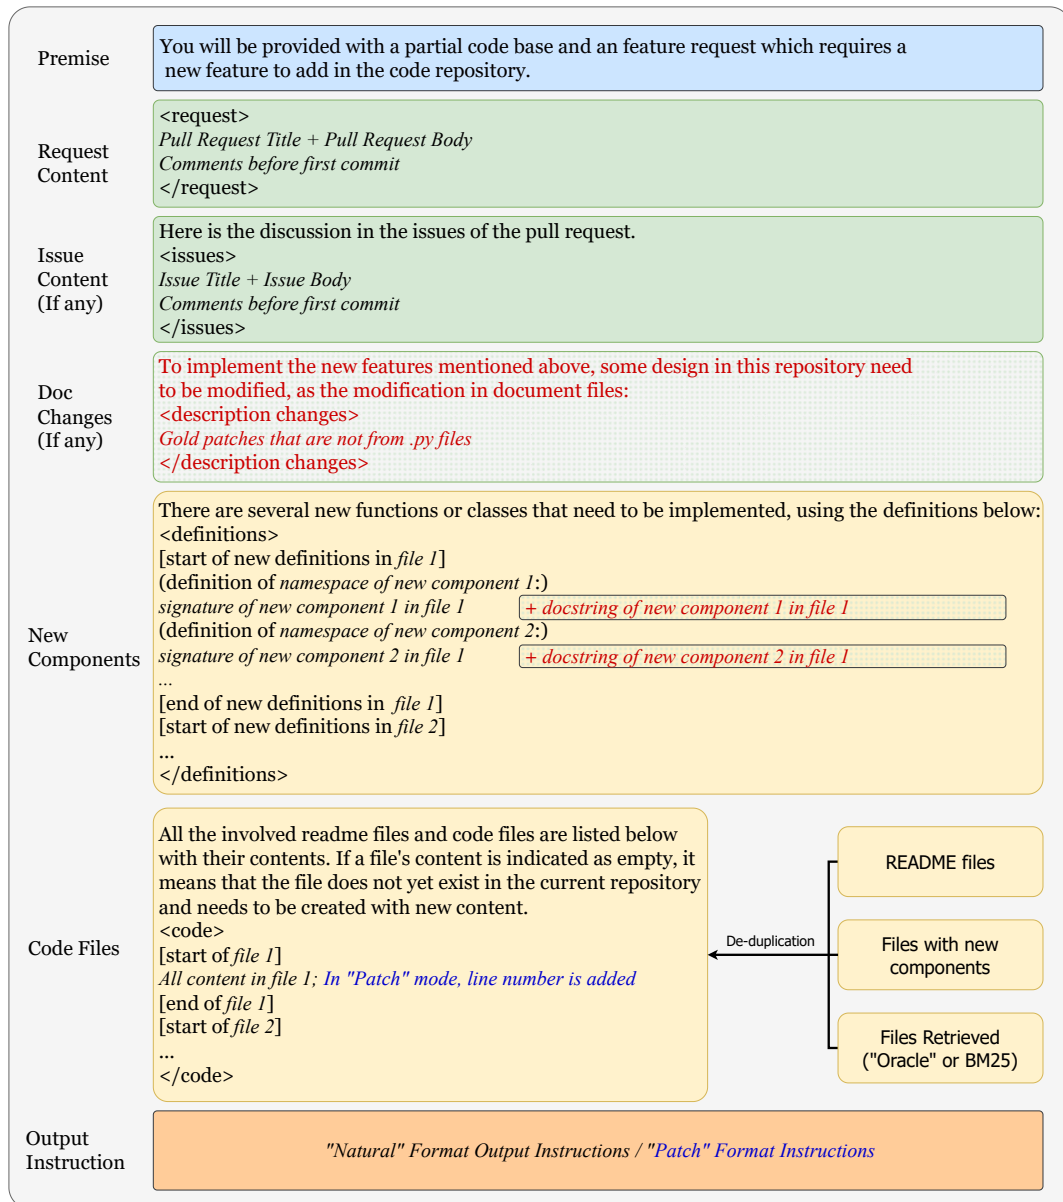 Premise
You will be provided with a partial code base and an feature request which requires a
new feature to add in the code repository.
Request
Content
<request>
Pull Request Title + Pull Request Body
Comments before first commit
</request>
Issue
Content
(If any)
Here is the discussion in the issues of the pull request.
<issues>
Issue Title + Issue Body
Comments before first commit
</issues>
Doc
Changes
(If any)
To implement the new features mentioned above, some design in this repository need
to be modified, as the modification in document files:
<description changes>
Gold patches that are not from .py files
</description changes>
New
Components
There are several new functions or classes that need to be implemented, using the definitions below:
<definitions>
[start of new definitions in file 1]
(definition of namespace of new component 1:)
signature of new component 1 in file 1 + docstring of new component 1 in file 1
(definition of namespace of new component 2:)
signature of new component 2 in file 1 + docstring of new component 2 in file 1
...
[end of new definitions in file 1]
[start of new definitions in file 2]
...
</definitions>
Code Files
All the involved readme files and code files are listed below
with their contents. If a file's content is indicated as empty, it
means that the file does not yet exist in the current repository
and needs to be created with new content.
<code>
[start of file 1]
All content in file 1; In "Patch" mode, line number is added
[end of file 1]
[start of file 2]
...
</code>
De-duplication
README files
Files with new
components
Files Retrieved
("Oracle" or BM25)
Output
Instruction
"Natural" Format Output Instructions / "Patch" Format Instructions